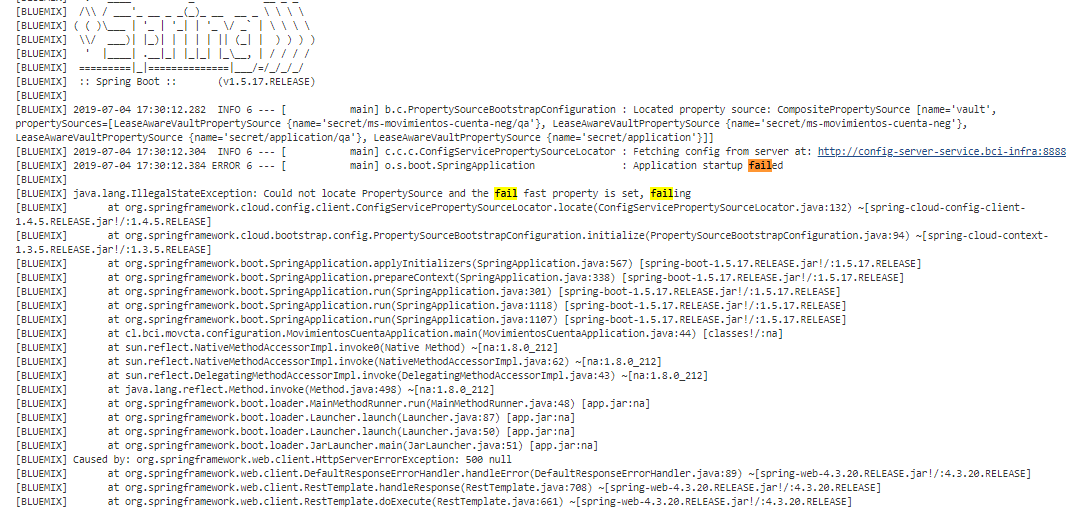 [BLUEMIX]  /\\ / ___'_ __ _ _(_)_ __  __ _ \ \ \ \
[BLUEMIX] ( ( )\___ | '_ | '_| | '_ \/ _` | \ \ \ \
[BLUEMIX]  \\/  ___)| |_)| | | | | || (_| |  ) ) ) )
[BLUEMIX]   '  |____| .__|_| |_|_| |_\__, | / / / /
[BLUEMIX]  =========|_|==============|___/=/_/_/_/
[BLUEMIX]  :: Spring Boot ::       (v1.5.17.RELEASE)
[BLUEMIX]
[BLUEMIX] 2019-07-04 17:30:12.282  INFO 6 --- [           main] b.c.PropertySourceBootstrapConfiguration : Located property source: CompositePropertySource [name='vault',
propertySources=[LeaseAwareVaultPropertySource {name='secret/ms-movimientos-cuenta-neg/qa'}, LeaseAwareVaultPropertySource {name='secret/ms-movimientos-cuenta-neg'},
LeaseAwareVaultPropertySource {name='secret/application/qa'}, LeaseAwareVaultPropertySource {name='secret/application'}]]
[BLUEMIX] 2019-07-04 17:30:12.304  INFO 6 --- [           main] c.c.c.ConfigServicePropertySourceLocator : Fetching config from server at: http://config-server-service.bci-infra:8888
[BLUEMIX] 2019-07-04 17:30:12.384 ERROR 6 --- [           main] o.s.boot.SpringApplication               : Application startup failed
[BLUEMIX]
[BLUEMIX] java.lang.IllegalStateException: Could not locate PropertySource and the fail fast property is set, failing
[BLUEMIX]       at org.springframework.cloud.config.client.ConfigServicePropertySourceLocator.locate(ConfigServicePropertySourceLocator.java:132) ~[spring-cloud-config-client-
1.4.5.RELEASE.jar!/:1.4.5.RELEASE]
[BLUEMIX]       at org.springframework.cloud.bootstrap.config.PropertySourceBootstrapConfiguration.initialize(PropertySourceBootstrapConfiguration.java:94) ~[spring-cloud-context-
1.3.5.RELEASE.jar!/:1.3.5.RELEASE]
[BLUEMIX]       at org.springframework.boot.SpringApplication.applyInitializers(SpringApplication.java:567) [spring-boot-1.5.17.RELEASE.jar!/:1.5.17.RELEASE]
[BLUEMIX]       at org.springframework.boot.SpringApplication.prepareContext(SpringApplication.java:338) [spring-boot-1.5.17.RELEASE.jar!/:1.5.17.RELEASE]
[BLUEMIX]       at org.springframework.boot.SpringApplication.run(SpringApplication.java:301) [spring-boot-1.5.17.RELEASE.jar!/:1.5.17.RELEASE]
[BLUEMIX]       at org.springframework.boot.SpringApplication.run(SpringApplication.java:1118) [spring-boot-1.5.17.RELEASE.jar!/:1.5.17.RELEASE]
[BLUEMIX]       at org.springframework.boot.SpringApplication.run(SpringApplication.java:1107) [spring-boot-1.5.17.RELEASE.jar!/:1.5.17.RELEASE]
[BLUEMIX]       at cl.bci.movcta.configuration.MovimientosCuentaApplication.main(MovimientosCuentaApplication.java:44) [classes!/:na]
[BLUEMIX]       at sun.reflect.NativeMethodAccessorImpl.invoke0(Native Method) ~[na:1.8.0_212]
[BLUEMIX]       at sun.reflect.NativeMethodAccessorImpl.invoke(NativeMethodAccessorImpl.java:62) ~[na:1.8.0_212]
[BLUEMIX]       at sun.reflect.DelegatingMethodAccessorImpl.invoke(DelegatingMethodAccessorImpl.java:43) ~[na:1.8.0_212]
[BLUEMIX]       at java.lang.reflect.Method.invoke(Method.java:498) ~[na:1.8.0_212]
[BLUEMIX]       at org.springframework.boot.loader.MainMethodRunner.run(MainMethodRunner.java:48) [app.jar:na]
[BLUEMIX]       at org.springframework.boot.loader.Launcher.launch(Launcher.java:87) [app.jar:na]
[BLUEMIX]       at org.springframework.boot.loader.Launcher.launch(Launcher.java:50) [app.jar:na]
[BLUEMIX]       at org.springframework.boot.loader.JarLauncher.main(JarLauncher.java:51) [app.jar:na]
[BLUEMIX] Caused by: org.springframework.web.client.HttpServerErrorException: 500 null
[BLUEMIX]       at org.springframework.web.client.DefaultResponseErrorHandler.handleError(DefaultResponseErrorHandler.java:89) ~[spring-web-4.3.20.RELEASE.jar!/:4.3.20.RELEASE]
[BLUEMIX]       at org.springframework.web.client.RestTemplate.handleResponse(RestTemplate.java:708) ~[spring-web-4.3.20.RELEASE.jar!/:4.3.20.RELEASE]
[BLUEMIX]       at org.springframework.web.client.RestTemplate.doExecute(RestTemplate.java:661) ~[spring-web-4.3.20.RELEASE.jar!/:4.3.20.RELEASE]